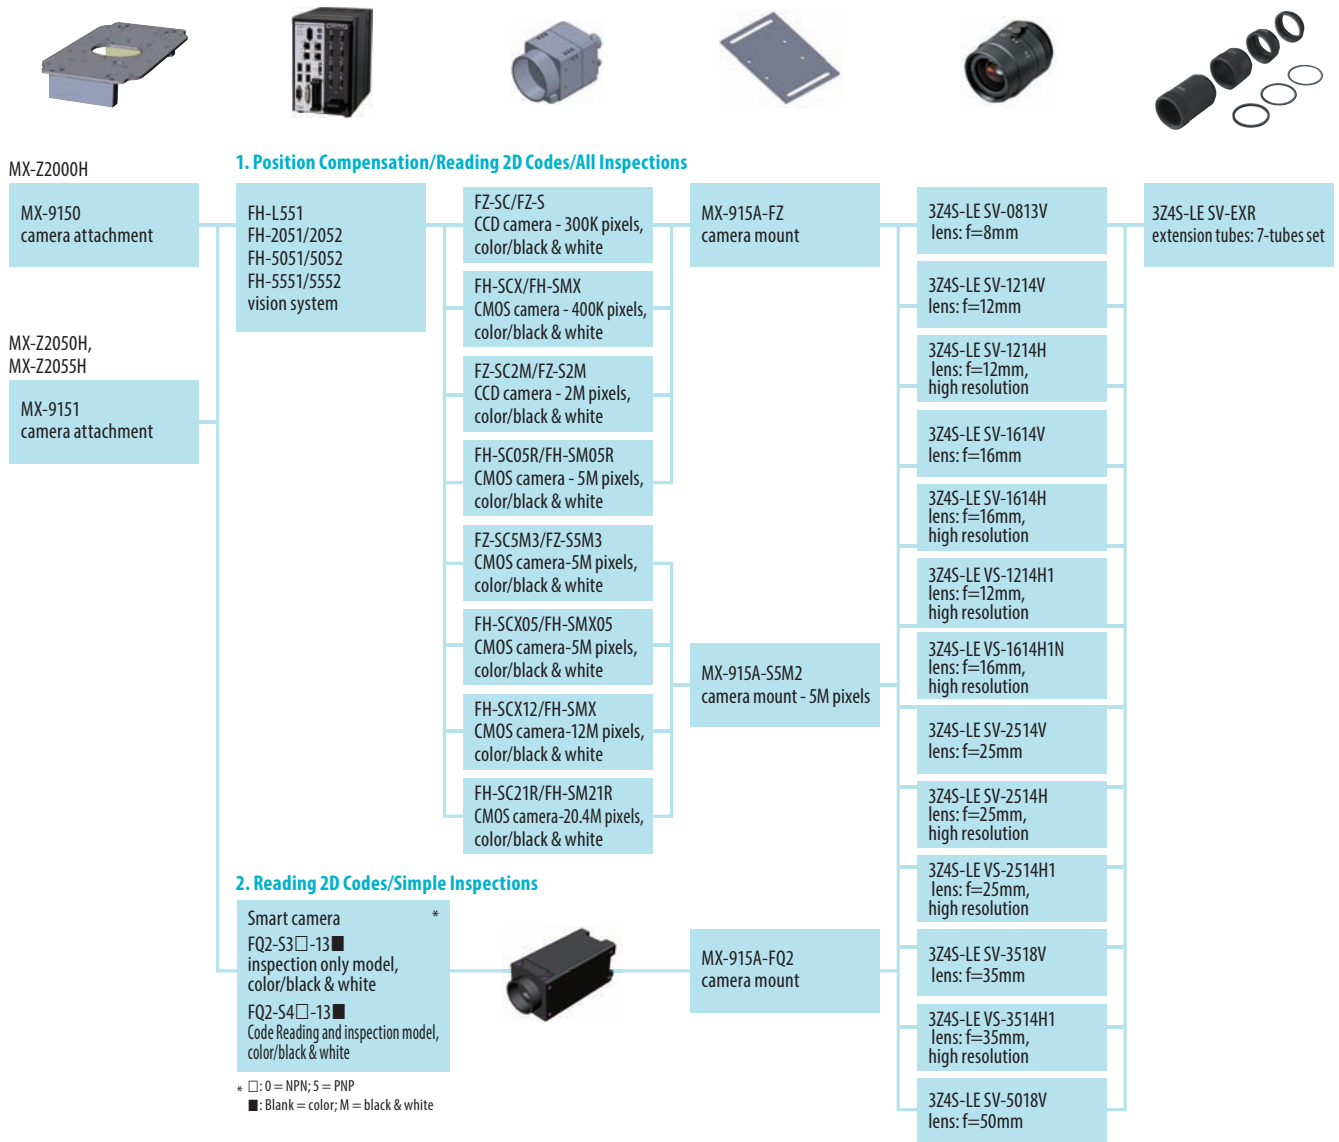 MX-Z2000H
MX-9150
camera attachment
MX-Z2050H,
MX-Z2055H
MX-9151
camera attachment
1. Position Compensation/Reading 2D Codes/All Inspections
FH-L551
FH-2051/2052
FH-5051/5052
FH-5551/5552
vision system
FZ-SC/FZ-S
CCD camera - 300K pixels,
color/black & white
FH-SCX/FH-SMX
CMOS camera - 400K pixels,
color/black & white
FZ-SC2M/FZ-S2M
CCD camera - 2M pixels,
color/black & white
FH-SC05R/FH-SM05R
CMOS camera - 5M pixels,
color/black & white
FZ-SC5M3/FZ-S5M3
CMOS camera-5M pixels,
color/black & white
FH-SCX05/FH-SMX05
CMOS camera-5M pixels,
color/black & white
FH-SCX12/FH-SMX
CMOS camera-12M pixels,
color/black & white
FH-SC21R/FH-SM21R
CMOS camera-20.4M pixels,
color/black & white
MX-915A-FZ
camera mount
MX-915A-S5M2
camera mount - 5M pixels
3Z4S-LE SV-0813V
lens: f=8mm
3Z4S-LE SV-1214V
lens: f=12mm
3Z4S-LE SV-1214H
lens: f=12mm,
high resolution
3Z4S-LE SV-1614V
lens: f=16mm
3Z4S-LE SV-1614H
lens: f=16mm,
high resolution
3Z4S-LE VS-1214H1
lens: f=12mm,
high resolution
3Z4S-LE VS-1614H1N
lens: f=16mm,
high resolution
3Z4S-LE SV-2514V
lens: f=25mm
3Z4S-LE SV-2514H
lens: f=25mm,
high resolution
3Z4S-LE VS-2514H1
lens: f=25mm,
high resolution
3Z4S-LE SV-3518V
lens: f=35mm
3Z4S-LE VS-3514H1
lens: f=35mm,
high resolution
3Z4S-LE SV-5018V
lens: f=50mm
3Z4S-LE SV-EXR
extension tubes: 7-tubes set
2. Reading 2D Codes/Simple Inspections
Smart camera *
FQ2-S3□-13■
inspection only model,
color/black & white
FQ2-S4□-13■
Code Reading and inspection model,
color/black & white
* □: 0 = NPN; 5 = PNP
■: Blank = color; M = black & white
MX-915A-FQ2
camera mount